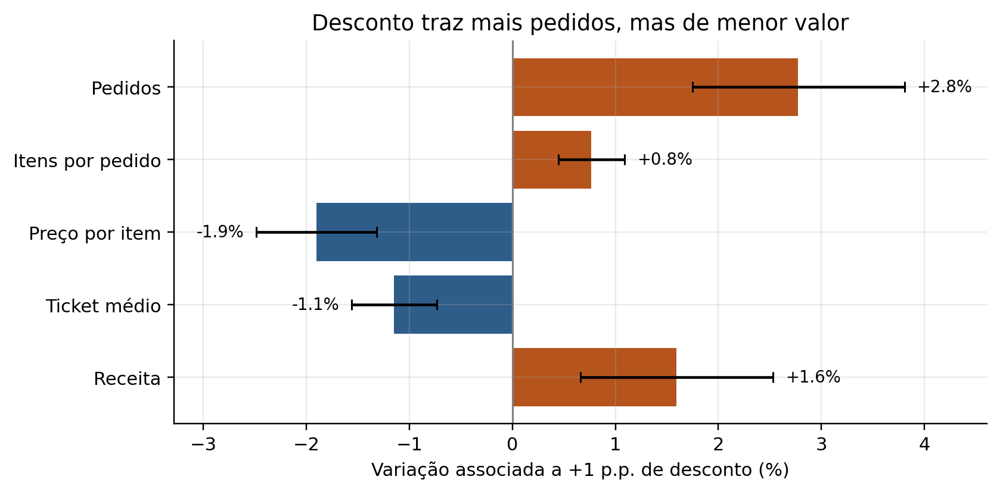 Desconto traz mais pedidos, mas de menor valor
Pedidos
+2.8%
Itens por pedido
+0.8%
Preço por item
-1.9%
Ticket médio
-1.1%
Receita
+1.6%
−3 −2 −1 0 1 2 3 4
Variação associada a +1 p.p. de desconto (%)